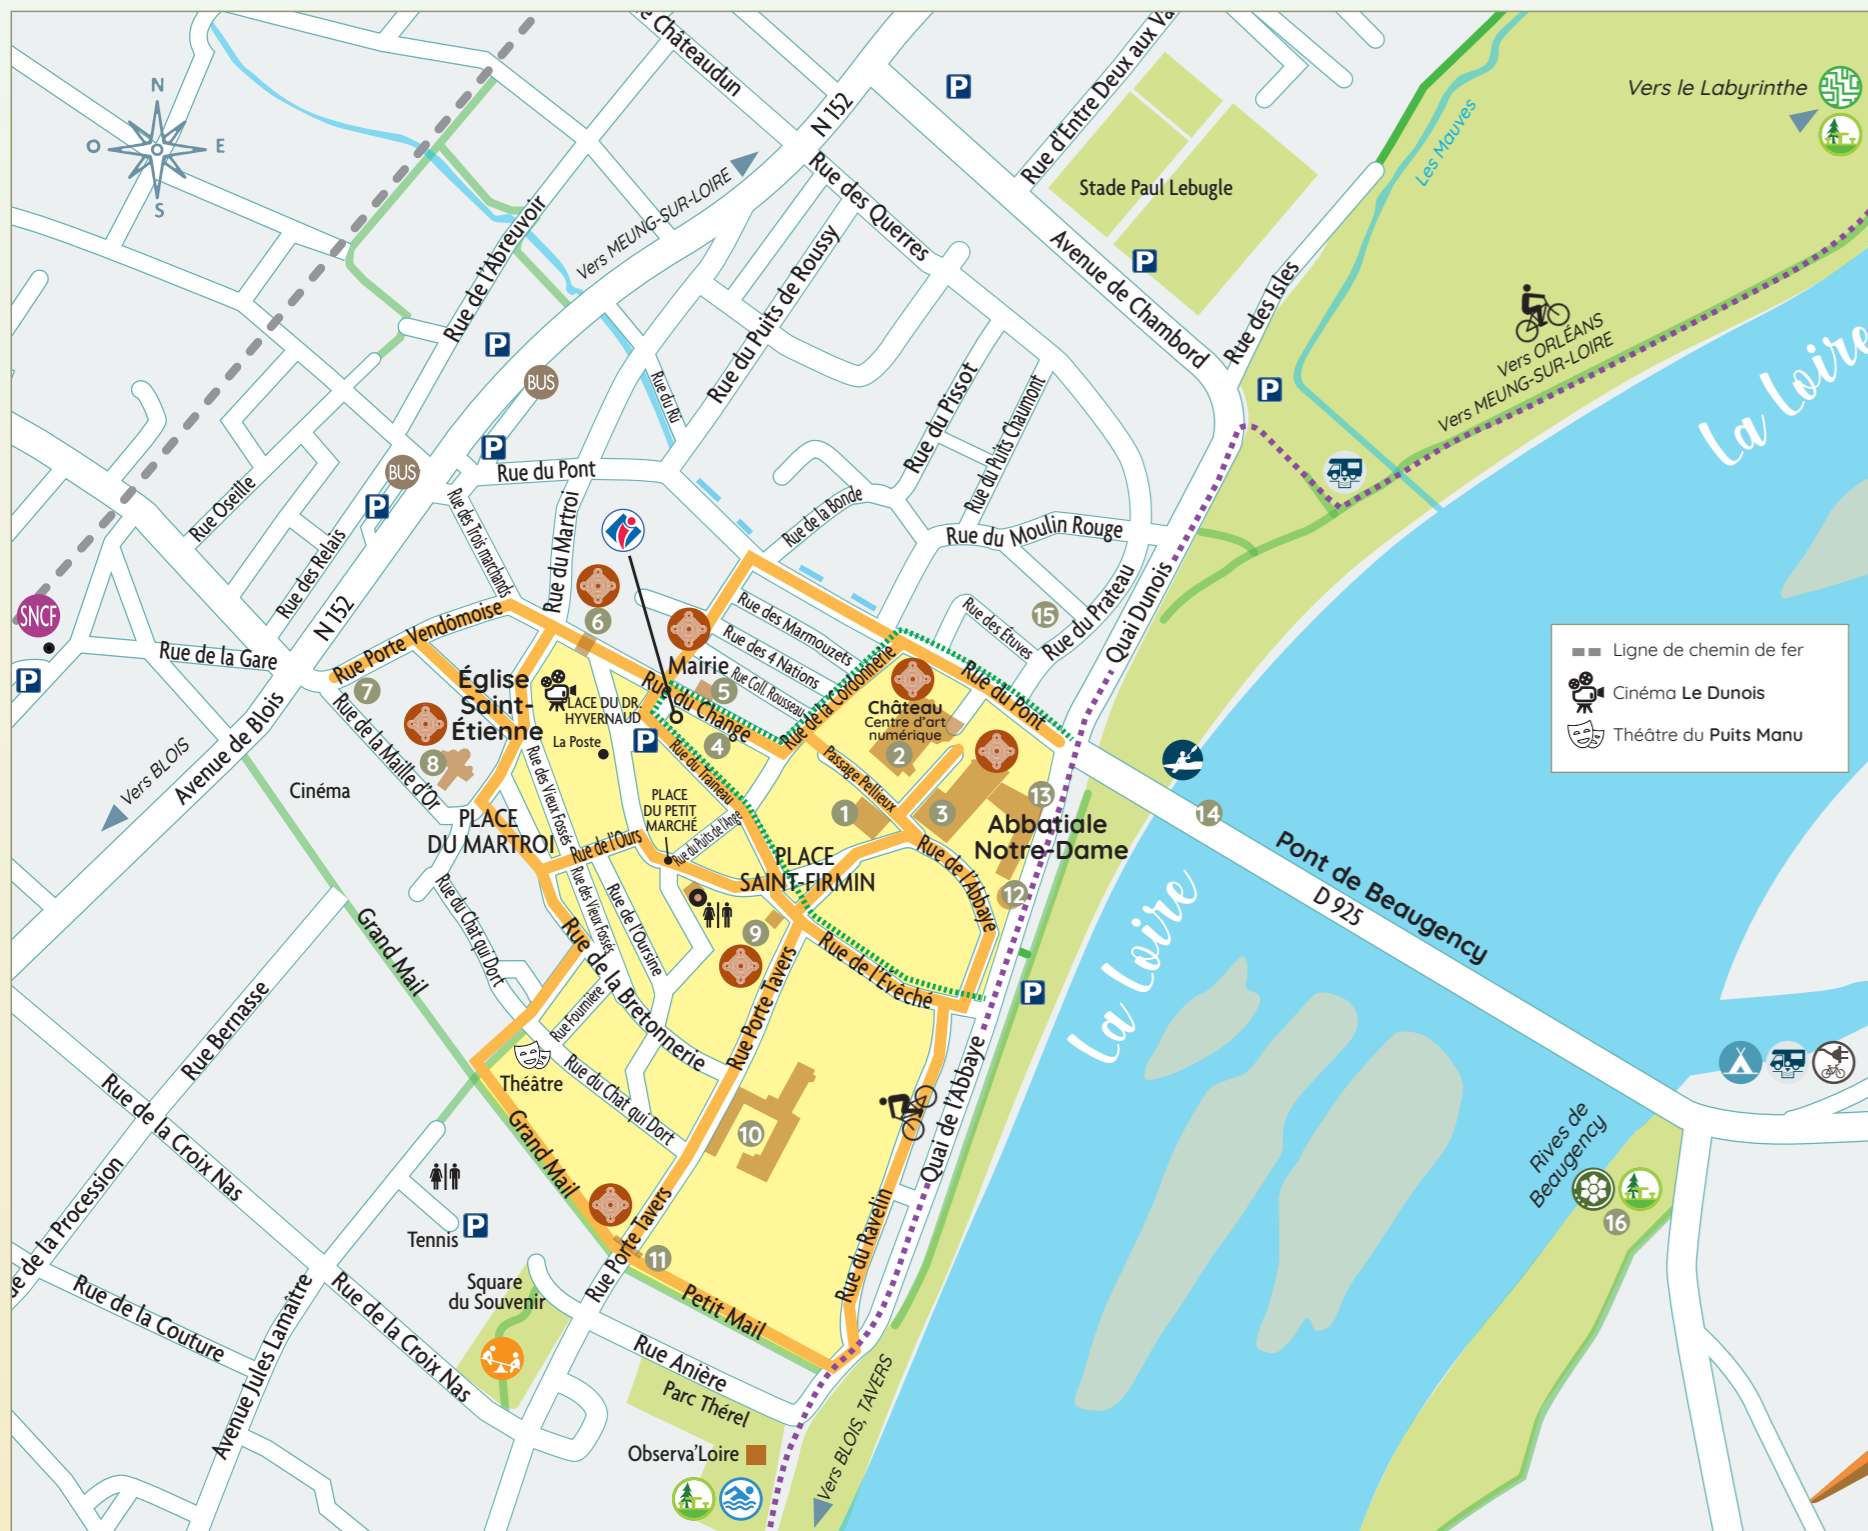 N
O
E
S
Rue de Châteaudun
N 152
Vers MEUNG-SUR-LOIRE
Rue de l'Abreuvoir
Rue des Querres
Rue du Puits de Roussy
P
Rue d'Entre Deux aux
Stade Paul Lebugle
P
Avenue de Chambord
Rue des Isles
Les Mauves
Vers le Labyrinthe
Vers ORLÉANS
Vers MEUNG-SUR-LOIRE
La Loire
P
P
BUS
P
BUS
P
Rue du Rû
Rue du Pont
Rue du Pissot
Rue du Puits Chaumont
Rue de la Bonde
Rue du Moulin Rouge
Rue Oseille
Rue des Relais
N 152
Rue des Trois marchands
Rue du Martroi
SNCF
P
Rue de la Gare
Rue Porte Vendômoise
7
6
Rue des Marmouzets
Rue des 4 Nations
Rue Coll. Rousseau
Mairie
5
Rue du Change
4
Rue de la Cordonnerie
Rue des Étuves
15
Rue du Prateau
Quai Dunois
Rue du Pont
Château
Centre d'art
numérique
2
Église
Saint-
Étienne
8
PLACE DU DR.
HYVERNAUD
La Poste
P
Rue de la Maille d'Or
Avenue de Blois
Vers BLOIS
Cinéma
PLACE
DU MARTROI
Rue des Vieux Fossés
Rue de l'Ours
PLACE
DU PETIT
MARCHÉ
Rue du Traineau
Rue du Puits de l'Ange
Passage Pellieux
1
3
13
Abbatiale
Notre-Dame
12
14
Pont de Beaugency
D 925
PLACE
SAINT-FIRMIN
Rue de l'Abbaye
9
Rue de l'Evêché
P
La Loire
Rue des Vieux Fossés
Rue de l'Oursine
Rue du Chat qui Dort
Grand Mail
Rue de la Bretonnerie
Rue Fournière
Théâtre
Rue du Chat qui Dort
Rue Porte Tavers
10
Quai de l'Abbaye
Rue Bernasse
Rue de la Croix Nas
Rue de la Procession
Grand Mail
Tennis
P
Rue Porte Tavers
11
Petit Mail
Rue du Ravelin
Rue de la Couture
Avenue Jules Lamaître
Rue de la Croix Nas
Square
du Souvenir
Rue Anière
Parc Thérel
Observa'Loire
Vers BLOIS, TAVERS
Rives de
Beaugency
16
Ligne de chemin de fer
Cinéma Le Dunois
Théâtre du Puits Manu